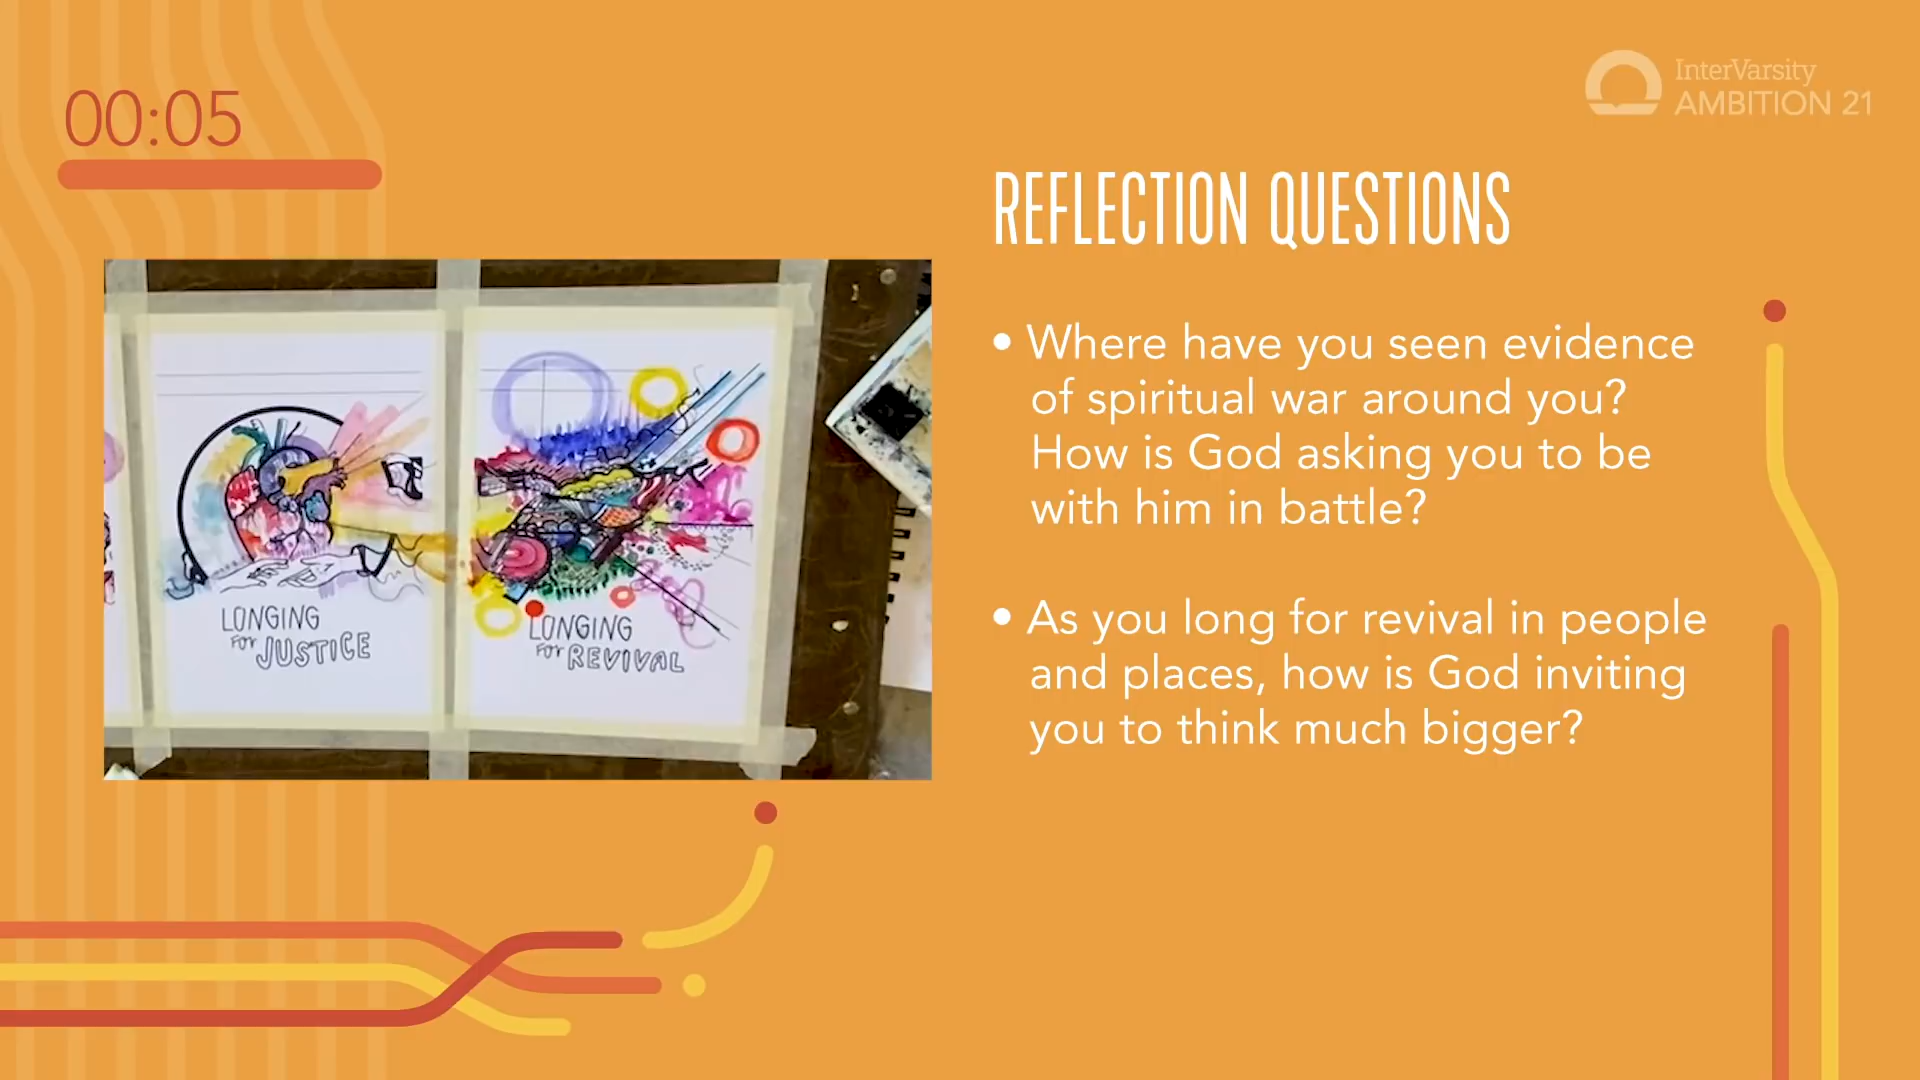 00:05
InterVarsity
AMBITION 21
REFLECTION QUESTIONS
• Where have you seen evidence
of spiritual war around you?
How is God asking you to be
with him in battle?
• As you long for revival in people
and places, how is God inviting
you to think much bigger?
LONGING
FOR JUSTICE
LONGING
FOR REVIVAL